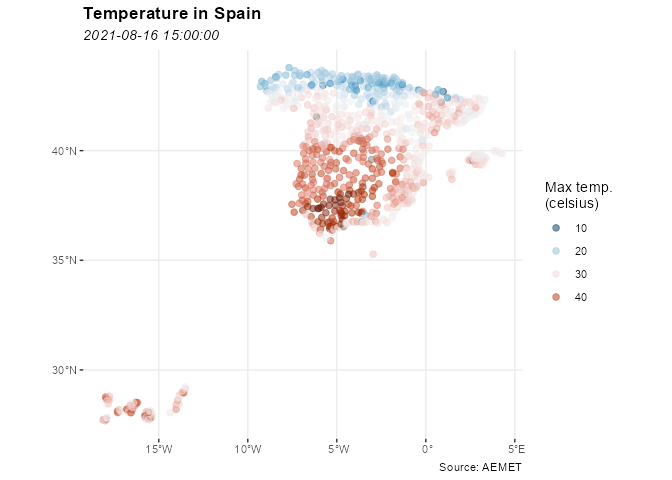 Temperature in Spain
2021-08-16 15:00:00
40°N
35°N
30°N
15°W
10°W
5°W
0°
5°E
Max temp.
(celsius)
10
20
30
40
Source: AEMET